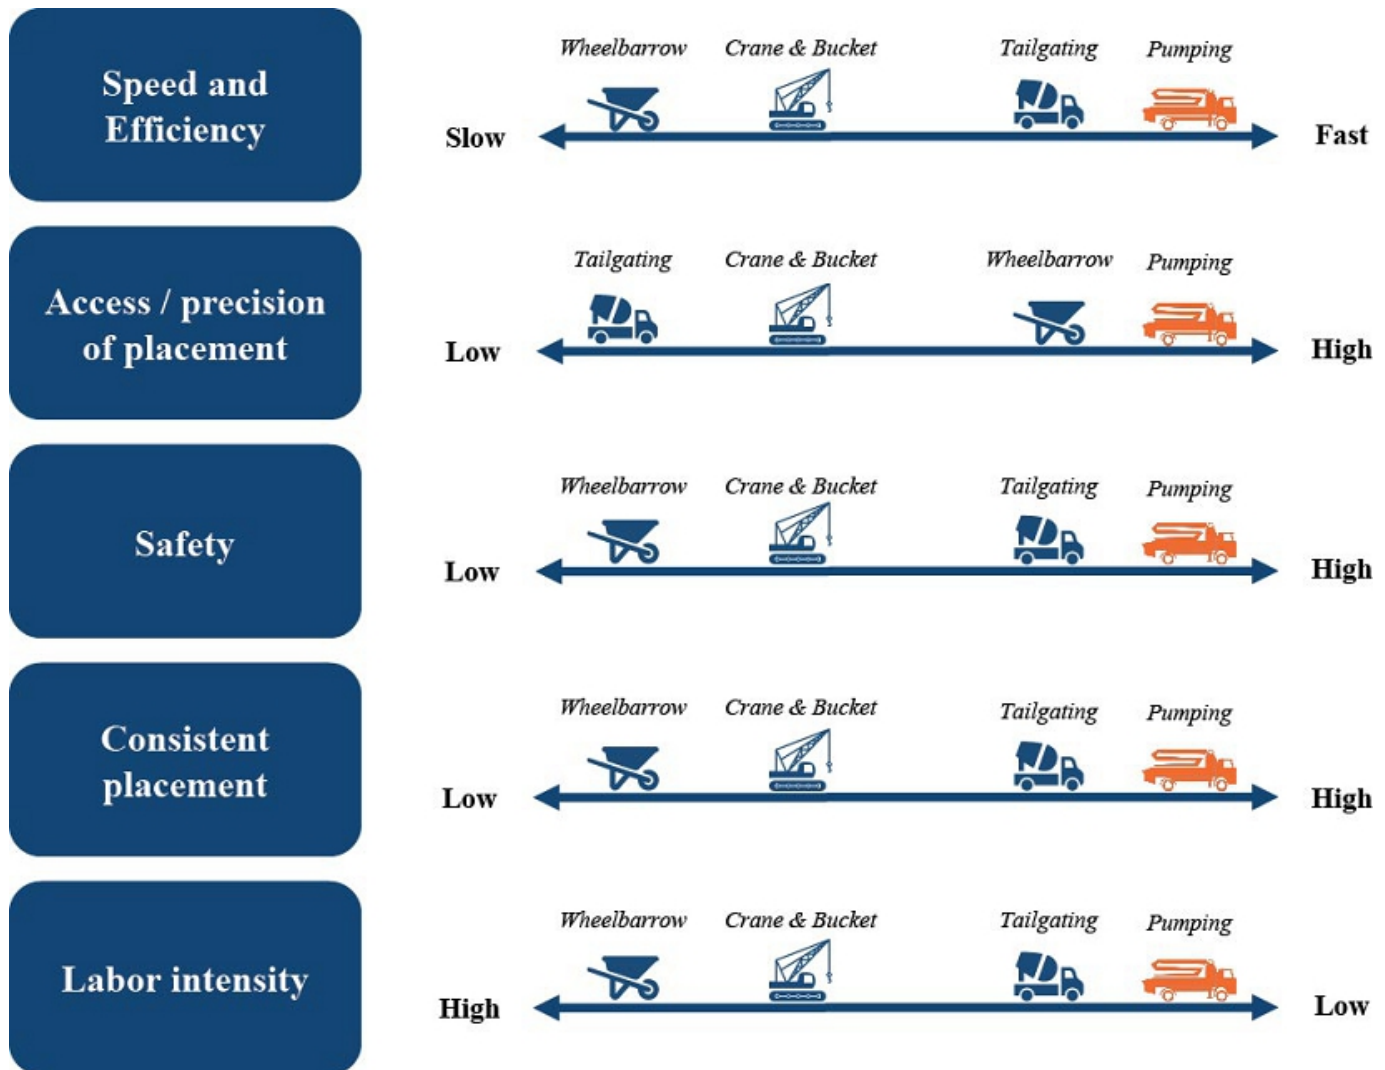 Speed and
Efficiency
Wheelbarrow
Crane & Bucket
Tailgating
Pumping
Slow
Fast
Access / precision
of placement
Tailgating
Crane & Bucket
Wheelbarrow
Pumping
Low
High
Safety
Wheelbarrow
Crane & Bucket
Tailgating
Pumping
Low
High
Consistent
placement
Wheelbarrow
Crane & Bucket
Tailgating
Pumping
Low
High
Labor intensity
Wheelbarrow
Crane & Bucket
Tailgating
Pumping
High
Low